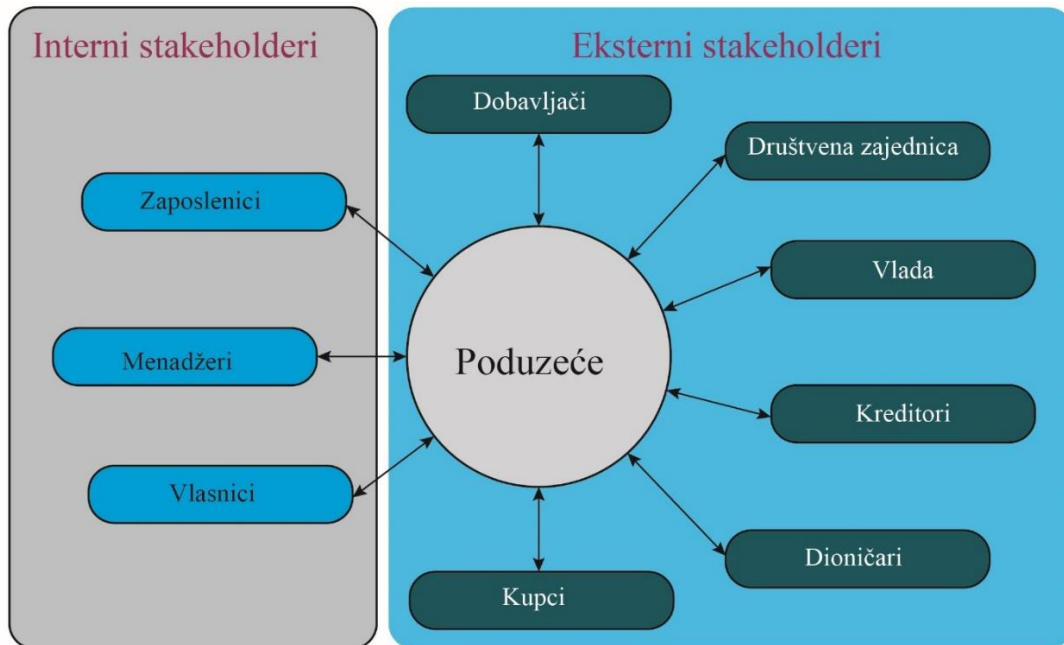 Interni stakeholderi
Eksterni stakeholderi
Zaposlenici
Menadžeri
Vlasnici
Poduzeće
Dobavljači
Društvena zajednica
Vlada
Kreditori
Dioničari
Kupci